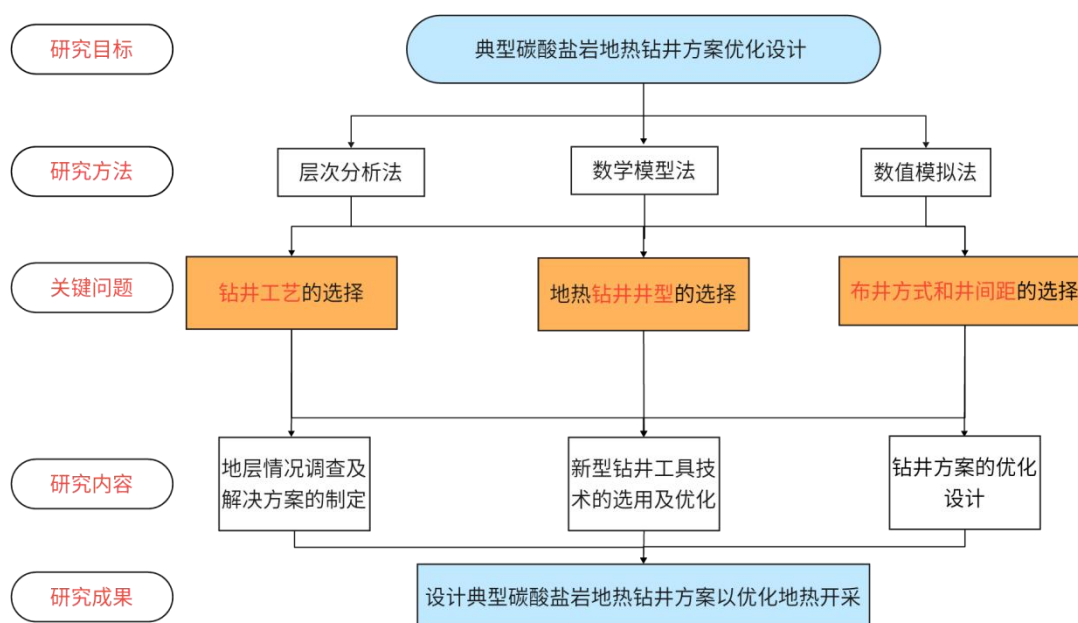 研究目标
典型碳酸盐岩地热钻井方案优化设计
研究方法
层次分析法
数学模型法
数值模拟法
关键问题
钻井工艺的选择
地热钻井井型的选择
布井方式和井间距的选择
研究内容
地层情况调查及
解决方案的制定
新型钻井工具技
术的选用及优化
钻井方案的优化
设计
研究成果
设计典型碳酸盐岩地热钻井方案以优化地热开采